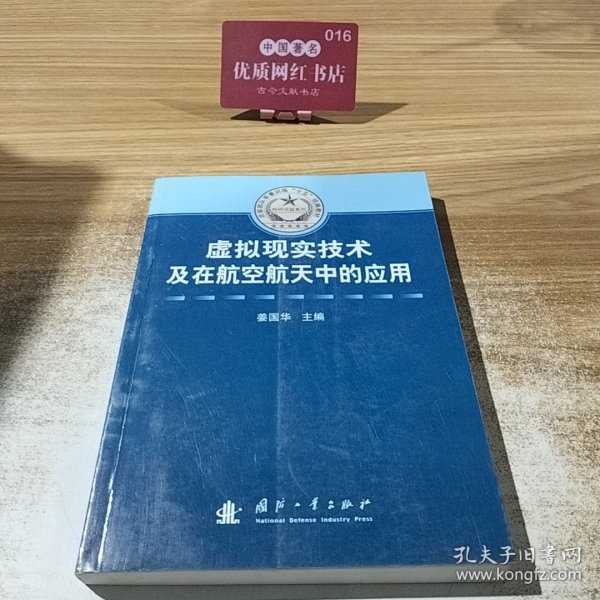 016
中国著名
优质网红书店
古今文献书店
虚拟现实技术
及在航空航天中的应用
姜国华 主编
国防工业出版社
National Defense Industry Press
孔夫子旧书网
www.kongfz.com